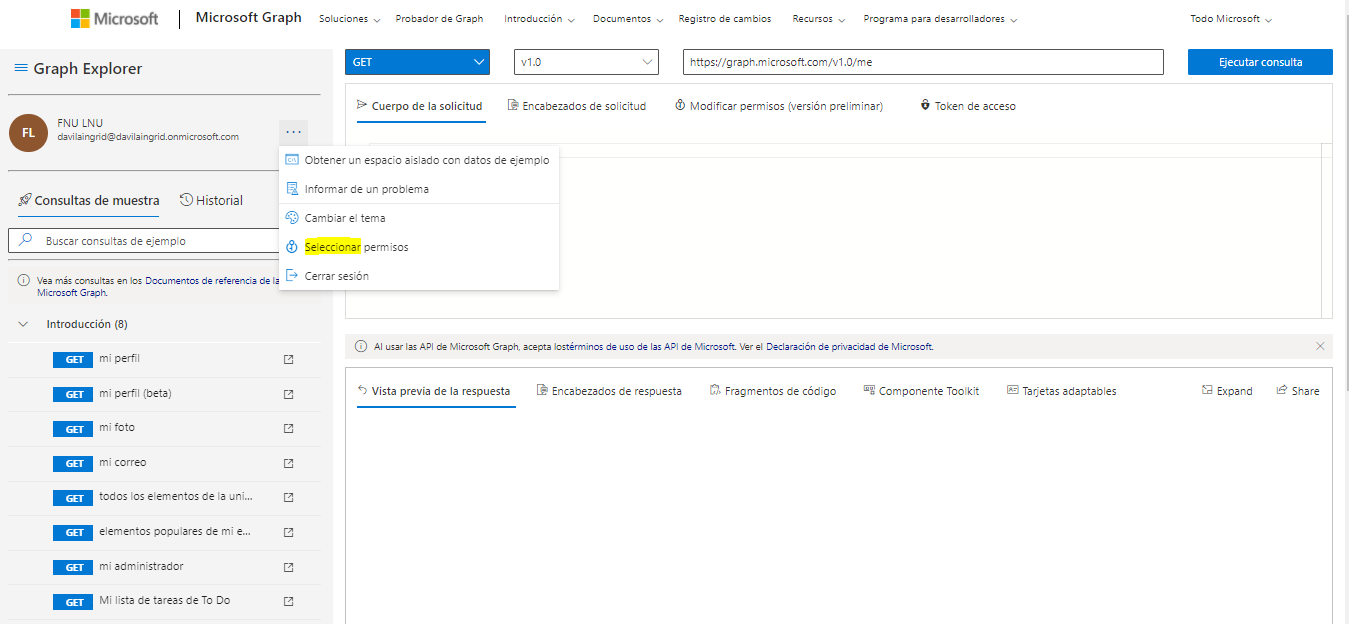 Microsoft
Microsoft Graph
Soluciones
Probador de Graph
Introducción
Documentos
Registro de cambios
Recursos
Programa para desarrolladores
Todo Microsoft
Graph Explorer
GET
v1.0
https://graph.microsoft.com/v1.0/me
Ejecutar consulta
FL
FNU LNU
davilaingrid@davilaingrid.onmicrosoft.com
...
Cuerpo de la solicitud
Encabezados de solicitud
Modificar permisos (versión preliminar)
Token de acceso
Obtener un espacio aislado con datos de ejemplo
Informar de un problema
Cambiar el tema
Seleccionar permisos
Cerrar sesión
Consultas de muestra
Historial
Buscar consultas de ejemplo
Vea más consultas en los Documentos de referencia de la
Microsoft Graph.
Introducción (8)
GET mi perfil
GET mi perfil (beta)
GET mi foto
GET mi correo
GET todos los elementos de la uni...
GET elementos populares de mi e...
GET mi administrador
GET Mi lista de tareas de To Do
Al usar las API de Microsoft Graph, acepta lostérminos de uso de las API de Microsoft. Ver el Declaración de privacidad de Microsoft.
Vista previa de la respuesta
Encabezados de respuesta
Fragmentos de código
Componente Toolkit
Tarjetas adaptables
Expand
Share